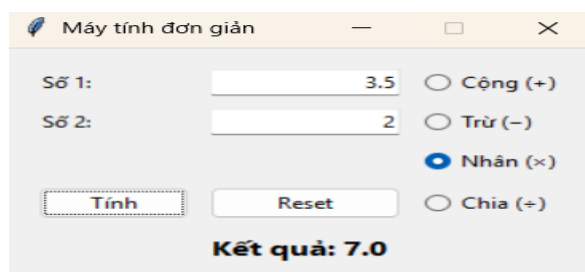 Máy tính đơn giản
Số 1: 3.5 Cộng (+)
Số 2: 2 Trừ (−)
Nhân (×)
Tính Reset Chia (÷)
Kết quả: 7.0